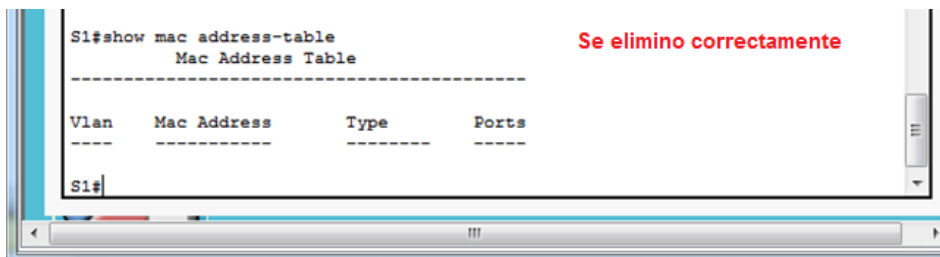 S1#show mac address-table
Se elimino correctamente
Mac Address Table
-------------------------------------------
Vlan    Mac Address       Type        Ports
----    -----------       --------    -----
S1#